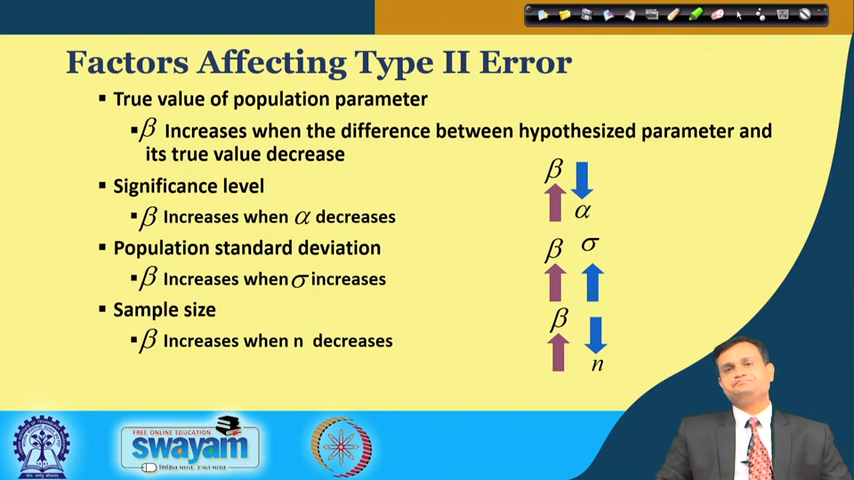 Factors Affecting Type II Error
▪ True value of population parameter
▪ β Increases when the difference between hypothesized parameter and
its true value decrease
▪ Significance level
▪ β Increases when α decreases
▪ Population standard deviation
▪ β Increases when σ increases
▪ Sample size
▪ β Increases when n decreases
β
α
β σ
β
n
FREE ONLINE EDUCATION
swayam